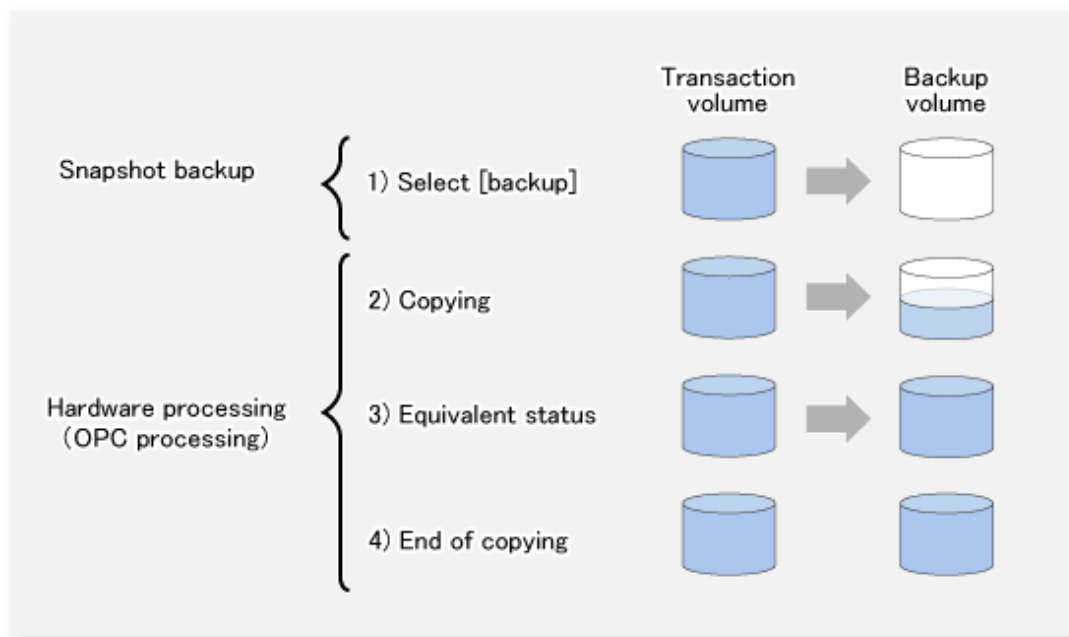 Transaction
volume
Backup
volume
Snapshot backup
1) Select [backup]
2) Copying
Hardware processing
(OPC processing)
3) Equivalent status
4) End of copying